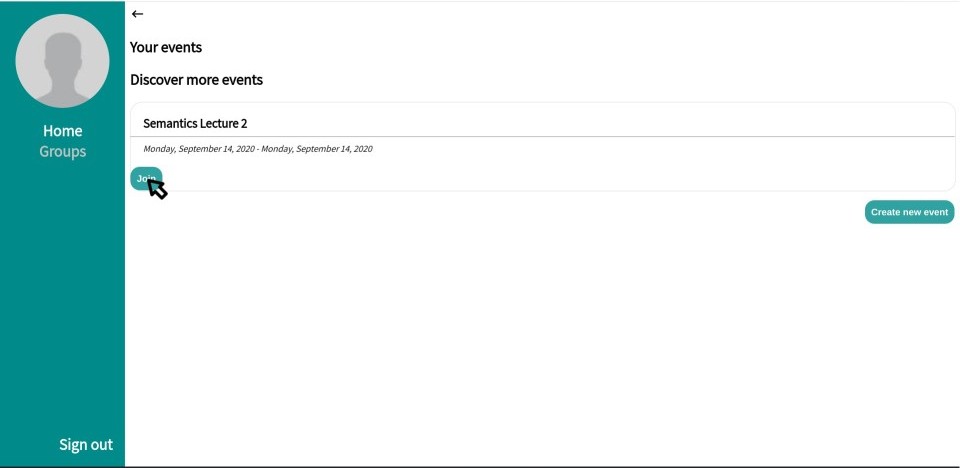 Home
Groups
Sign out
←
Your events
Discover more events
Semantics Lecture 2
Monday, September 14, 2020 - Monday, September 14, 2020
Join
Create new event